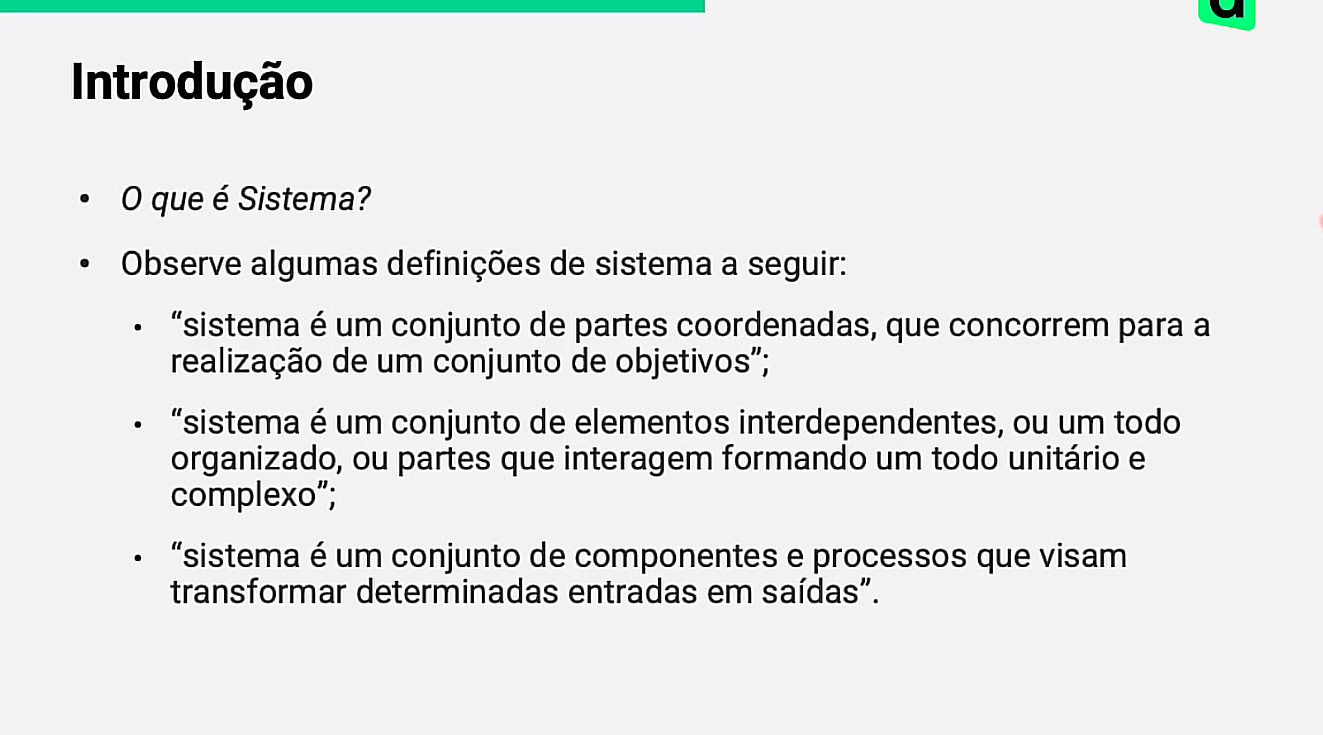 Introdução
• O que é Sistema?
• Observe algumas definições de sistema a seguir:
• “sistema é um conjunto de partes coordenadas, que concorrem para a
realização de um conjunto de objetivos”;
• “sistema é um conjunto de elementos interdependentes, ou um todo
organizado, ou partes que interagem formando um todo unitário e
complexo”;
• “sistema é um conjunto de componentes e processos que visam
transformar determinadas entradas em saídas”.